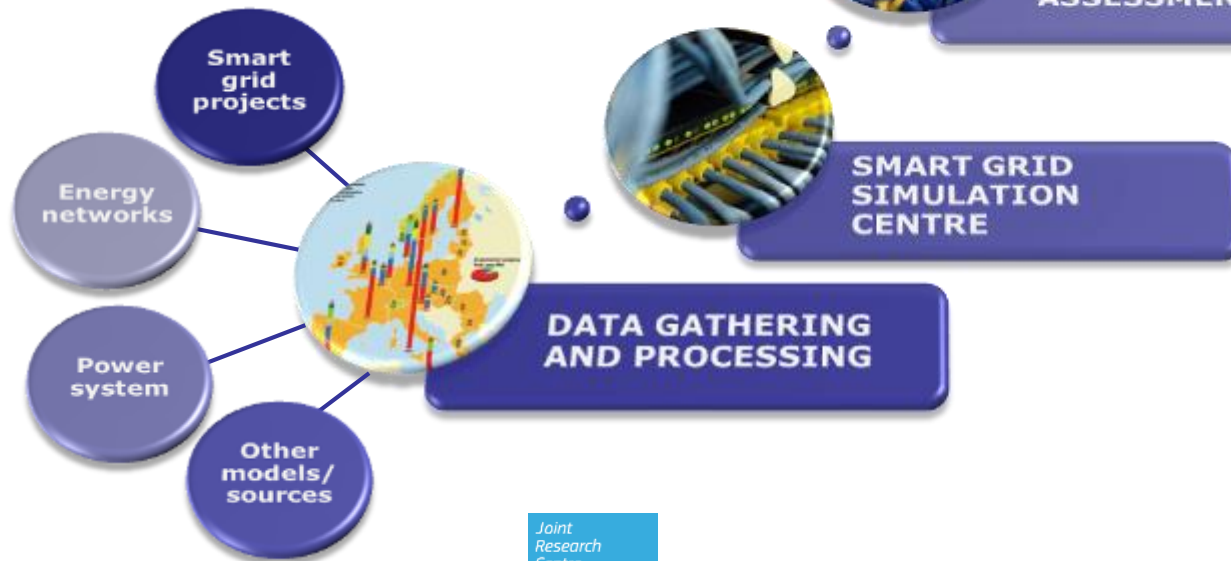 Smart
grid
projects
Energy
networks
Power
system
Other
models/
sources
SMART GRID
SIMULATION
CENTRE
DATA GATHERING
AND PROCESSING
Joint
Research